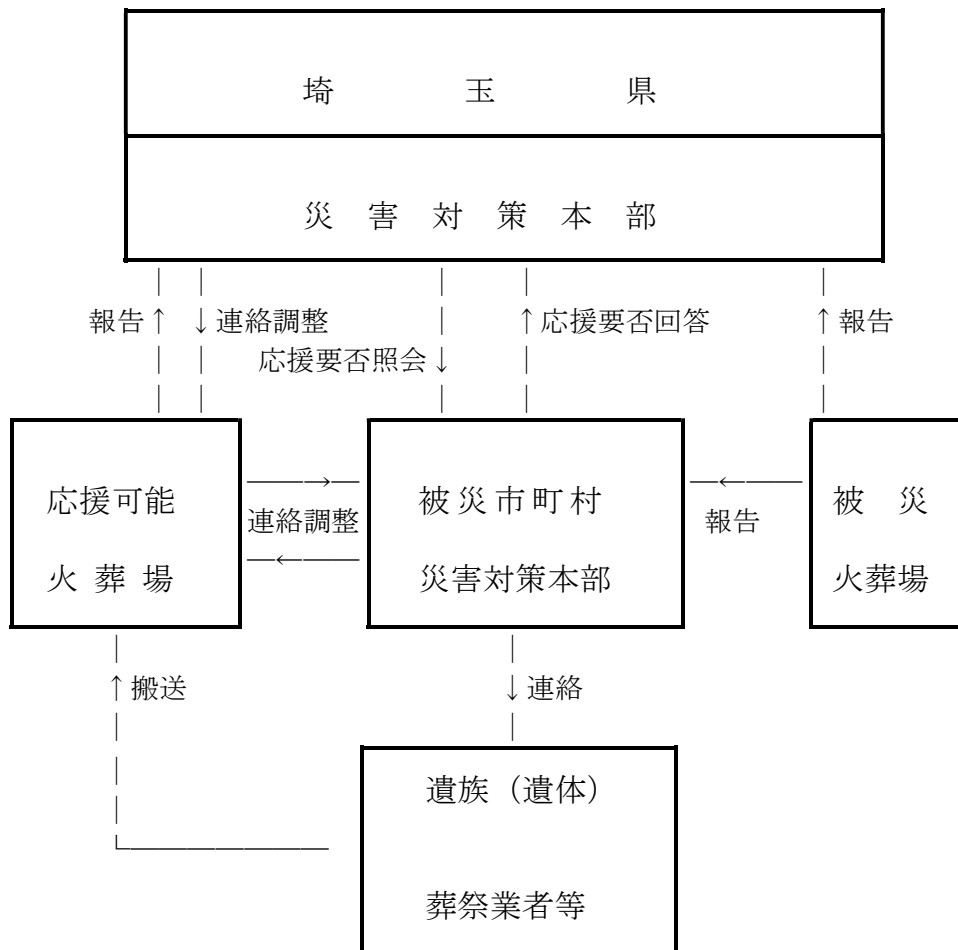 埼玉県
災害対策本部
報告↑ ↓連絡調整 ↑応援要否回答 ↑報告
応援要否照会↓
応援可能 被災市町村 被災
連絡調整 報告
火葬場 災害対策本部 火葬場
↑搬送 ↓連絡
遺族(遺体)
葬祭業者等